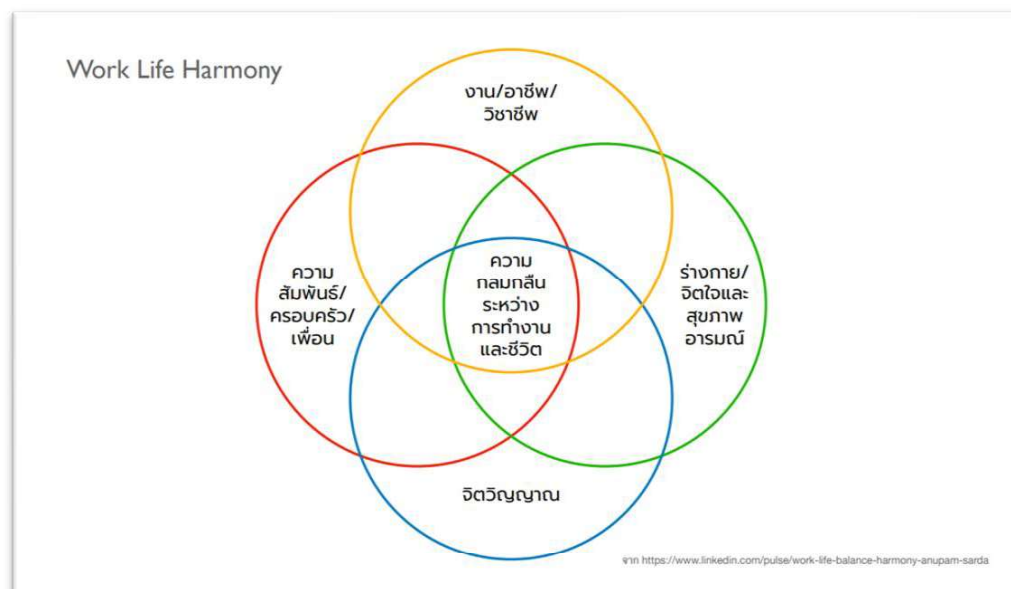 Work Life Harmony
งาน/อาชีพ/
วิชาชีพ
ความ
สัมพันธ์/
ครอบครัว/
เพื่อน
ความ
กลมกลืน
ระหว่าง
การทำงาน
และชีวิต
ร่างกาย/
จิตใจและ
สุขภาพ
อารมณ์
จิตวิญญาณ
จาก https://www.linkedin.com/pulse/work-life-balance-harmony-anupam-sarda